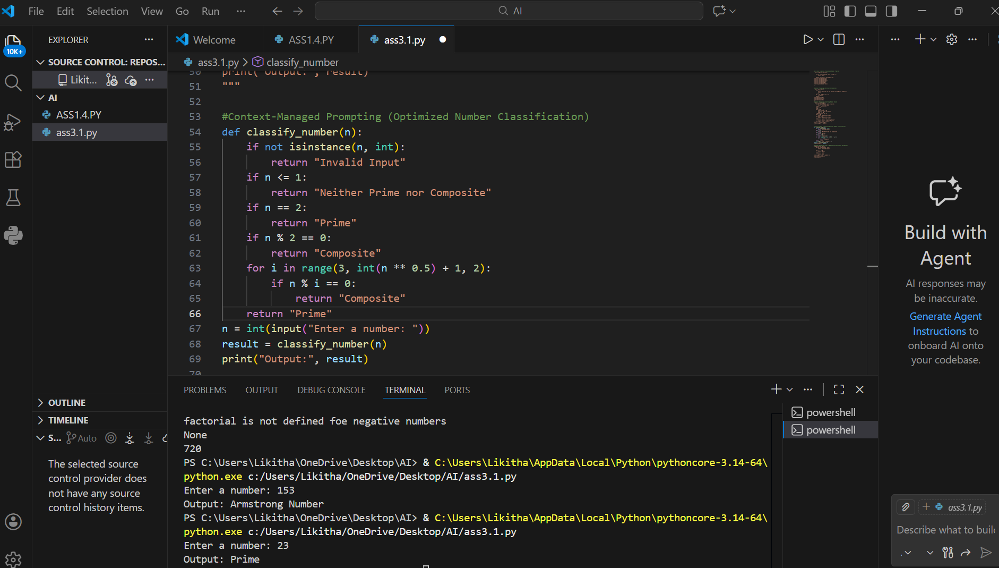 File Edit Selection View Go Run ... AI
EXPLORER
10K+
SOURCE CONTROL: REPOS...
Likit...
AI
ASS1.4.PY
ass3.1.py
OUTLINE
TIMELINE
S... Auto
The selected source
control provider does
not have any source
control history items.
Welcome ASS1.4.PY ass3.1.py
ass3.1.py > classify_number
50 print("Output:", result)
51 """
52
53 #Context-Managed Prompting (Optimized Number Classification)
54 def classify_number(n):
55 if not isinstance(n, int):
56 return "Invalid Input"
57 if n <= 1:
58 return "Neither Prime nor Composite"
59 if n == 2:
60 return "Prime"
61 if n % 2 == 0:
62 return "Composite"
63 for i in range(3, int(n ** 0.5) + 1, 2):
64 if n % i == 0:
65 return "Composite"
66 return "Prime"
67 n = int(input("Enter a number: "))
68 result = classify_number(n)
69 print("Output:", result)
70
PROBLEMS OUTPUT DEBUG CONSOLE TERMINAL PORTS
factorial is not defined foe negative numbers
None
720
PS C:\Users\Likitha\OneDrive\Desktop\AI> & C:\Users\Likitha\AppData\Local\Python\pythoncore-3.14-64\
python.exe c:/Users/Likitha/OneDrive/Desktop/AI/ass3.1.py
Enter a number: 153
Output: Armstrong Number
PS C:\Users\Likitha\OneDrive\Desktop\AI> & C:\Users\Likitha\AppData\Local\Python\pythoncore-3.14-64\
python.exe c:/Users/Likitha/OneDrive/Desktop/AI/ass3.1.py
Enter a number: 23
Output: Prime
powershell
powershell
Build with
Agent
AI responses may
be inaccurate.
Generate Agent
Instructions to
onboard AI onto
your codebase.
ass3.1.py
Describe what to buil